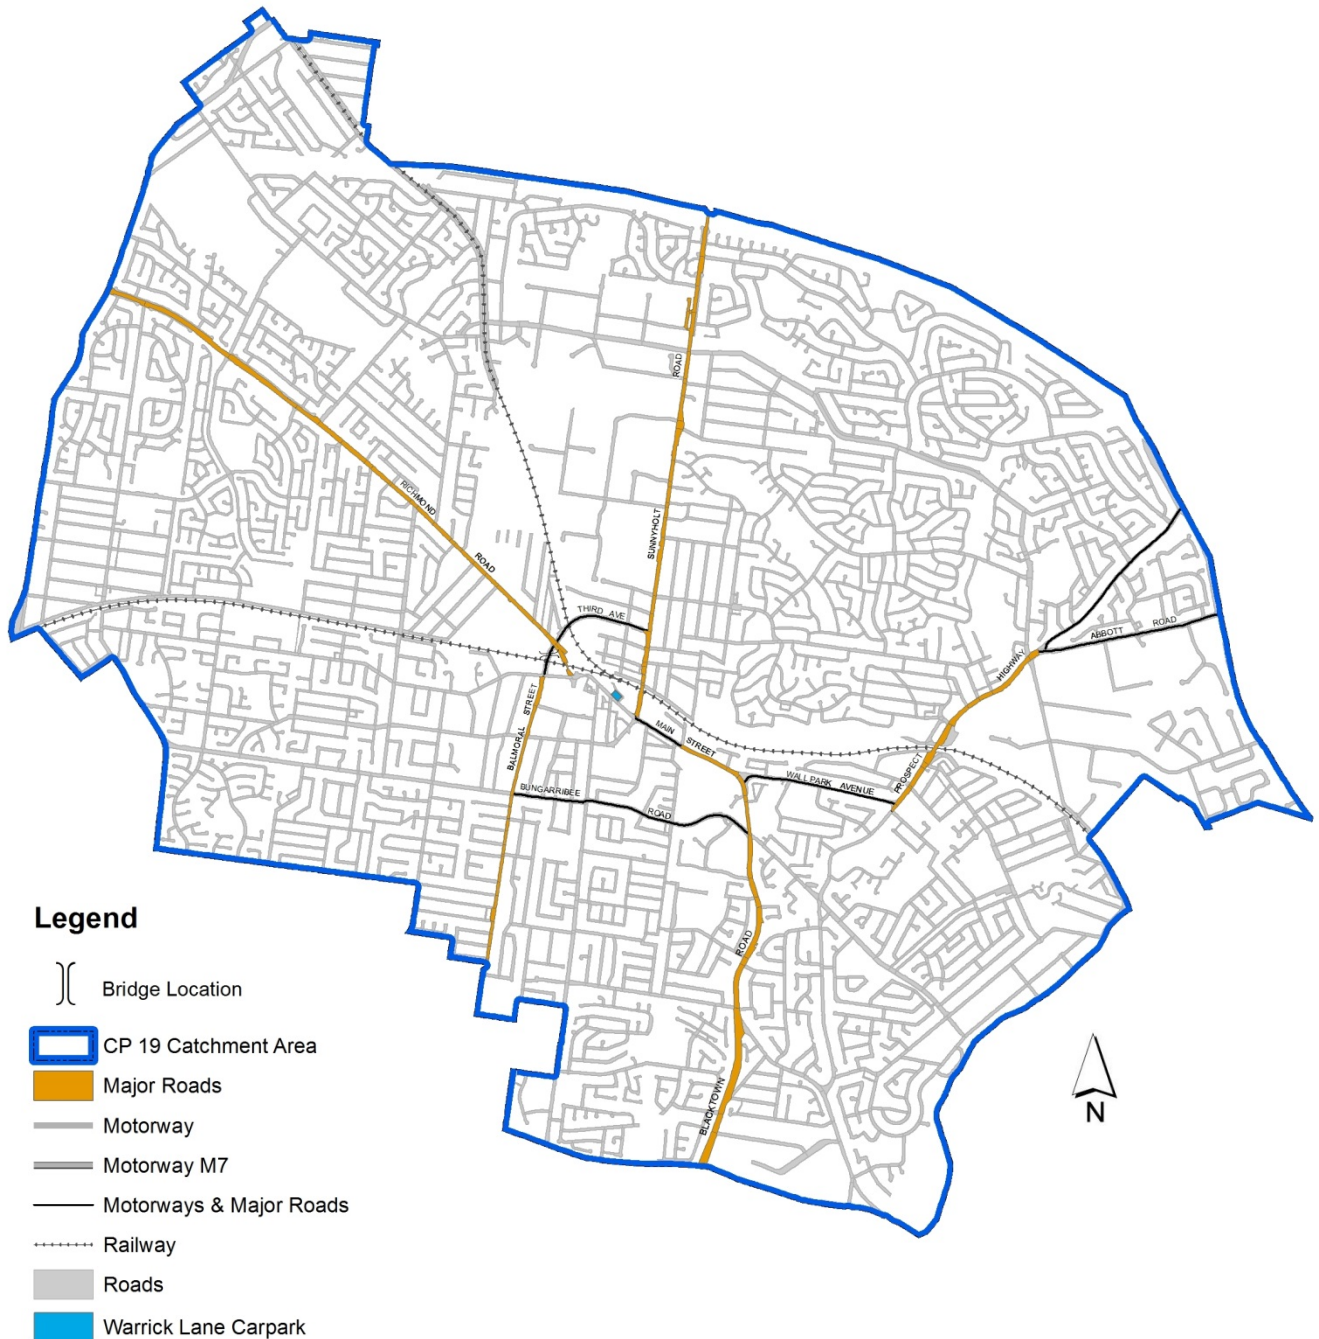 ROAD
RICHMOND
ROAD
SUNNYHOLT
THIRD AVE
ABBOTT ROAD
HIGHWAY
BALMORAL STREET
MAIN STREET
PROSPECT
WALL PARK AVENUE
BUNGARRIBEE ROAD
ROAD
BLACKTOWN
Legend
Bridge Location
CP 19 Catchment Area
Major Roads
Motorway
Motorway M7
Motorways & Major Roads
Railway
Roads
Warrick Lane Carpark
N